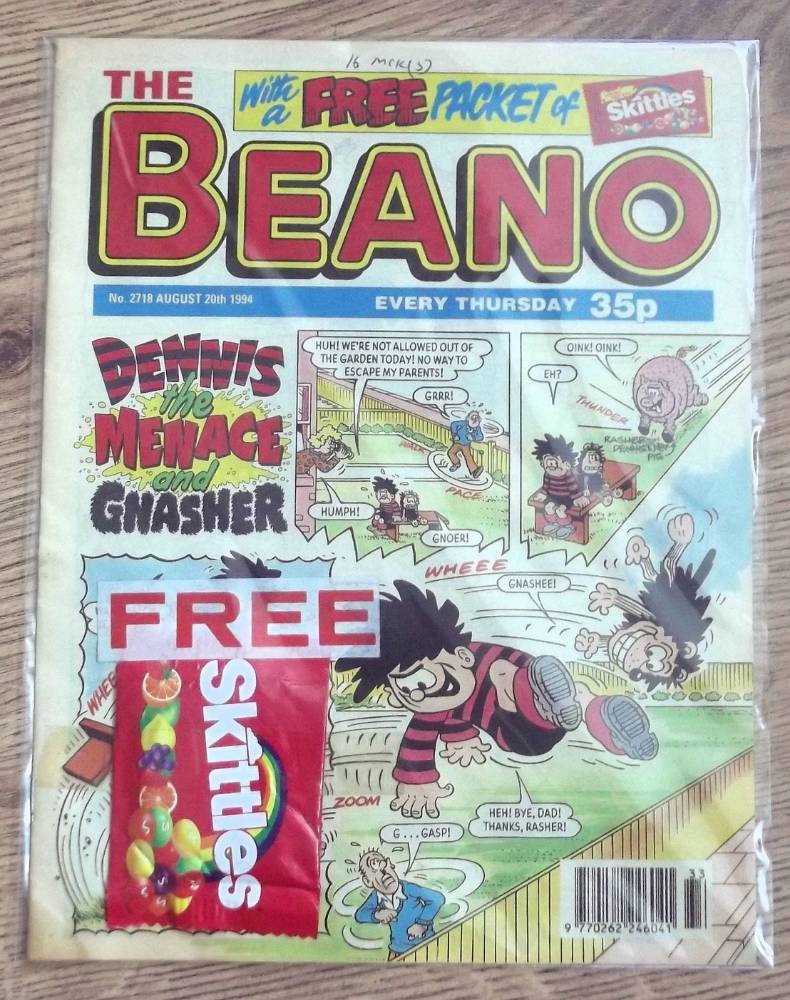 16 MCK(S)
THE
With a FREE PACKET of
Skittles
BEANO
No. 2718 AUGUST 20th 1994
EVERY THURSDAY 35p
DENNIS
the
MENACE
and
GNASHER
HUH! WE'RE NOT ALLOWED OUT OF
THE GARDEN TODAY! NO WAY TO
ESCAPE MY PARENTS!
GRRR!
WALK
PACE
HUMPH!
GNOER!
OINK! OINK!
EH?
THUNDER
RASHER—
DENNIS'
PIG
WHEEE
GNASHEE!
FREE
Skittles
WHEE
ZOOM
HEH! BYE, DAD!
THANKS, RASHER!
G...GASP!
33
9 770262 246041